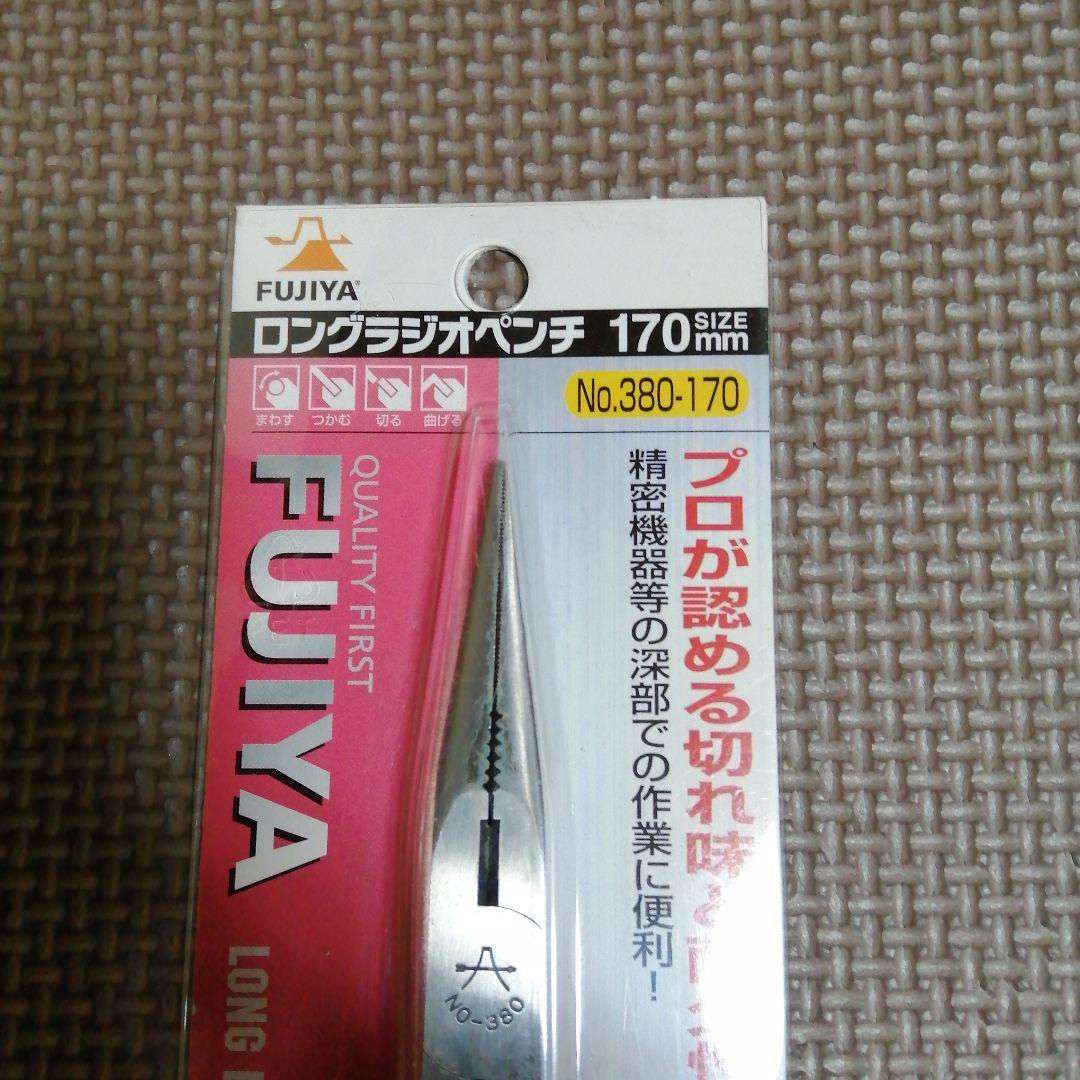 FUJIYA®
ロングラジオペンチ 170 SIZE mm
まわす つかむ 切る 曲げる
No.380-170
プロが認める切れ味と
精密機器等の深部での作業に便利!
QUALITY FIRST
FUJIYA
LONG
NO-380